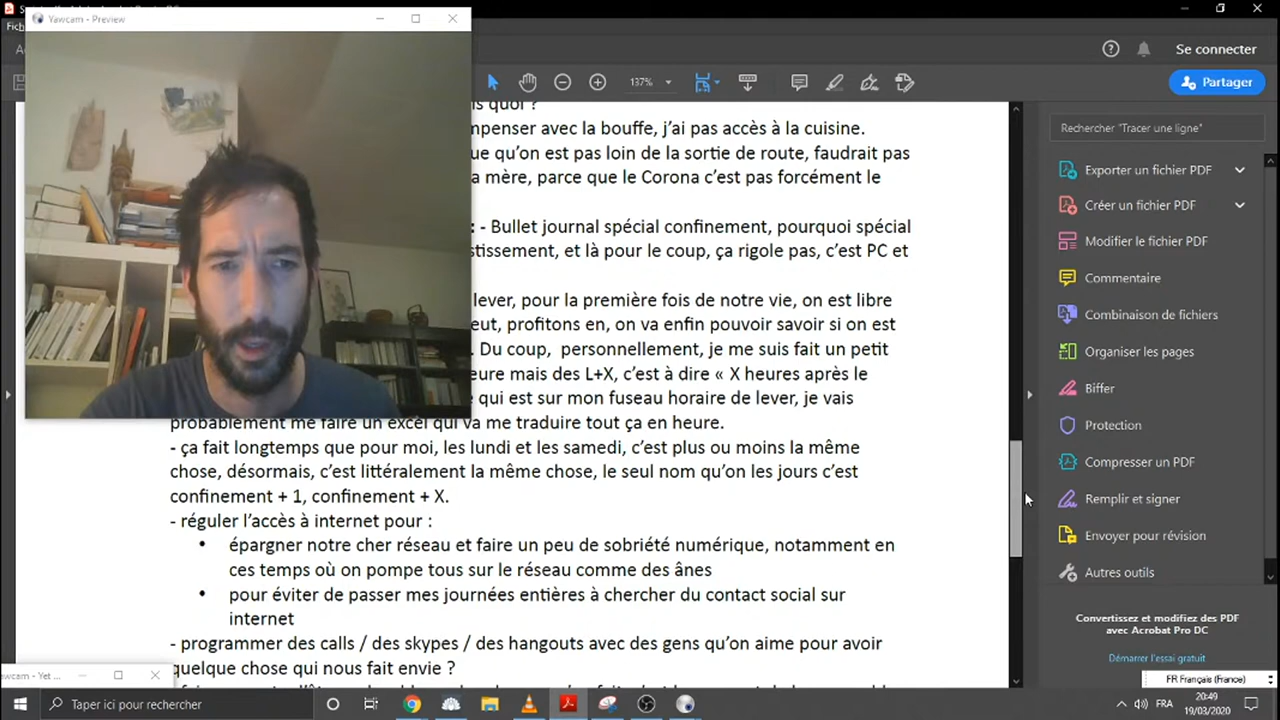 Yawcam - Preview
Fich
Se connecter
137%
Partager
is quoi ?
npenser avec la bouffe, j'ai pas accès à la cuisine.
ue qu'on est pas loin de la sortie de route, faudrait pas
a mère, parce que le Corona c'est pas forcément le
: - Bullet journal spécial confinement, pourquoi spécial
stissement, et là pour le coup, ça rigole pas, c'est PC et
lever, pour la première fois de notre vie, on est libre
eut, profitons en, on va enfin pouvoir savoir si on est
. Du coup, personnellement, je me suis fait un petit
eure mais des L+X, c'est à dire « X heures après le
qui est sur mon fuseau horaire de lever, je vais
probablement me faire un excel qui va me traduire tout ça en heure.
- ça fait longtemps que pour moi, les lundi et les samedi, c'est plus ou moins la même
chose, désormais, c'est littéralement la même chose, le seul nom qu'on les jours c'est
confinement + 1, confinement + X.
- réguler l'accès à internet pour :
• épargner notre cher réseau et faire un peu de sobriété numérique, notamment en
ces temps où on pompe tous sur le réseau comme des ânes
• pour éviter de passer mes journées entières à chercher du contact social sur
internet
- programmer des calls / des skypes / des hangouts avec des gens qu'on aime pour avoir
quelque chose qui nous fait envie ?
Rechercher "Tracer une ligne"
Exporter un fichier PDF
Créer un fichier PDF
Modifier le fichier PDF
Commentaire
Combinaison de fichiers
Organiser les pages
Biffer
Protection
Compresser un PDF
Remplir et signer
Envoyer pour révision
Autres outils
Convertissez et modifiez des PDF
avec Acrobat Pro DC
Démarrer l'essai gratuit
FR Français (France)
awcam - Yet ...
Taper ici pour rechercher
FRA
20:49
19/03/2020